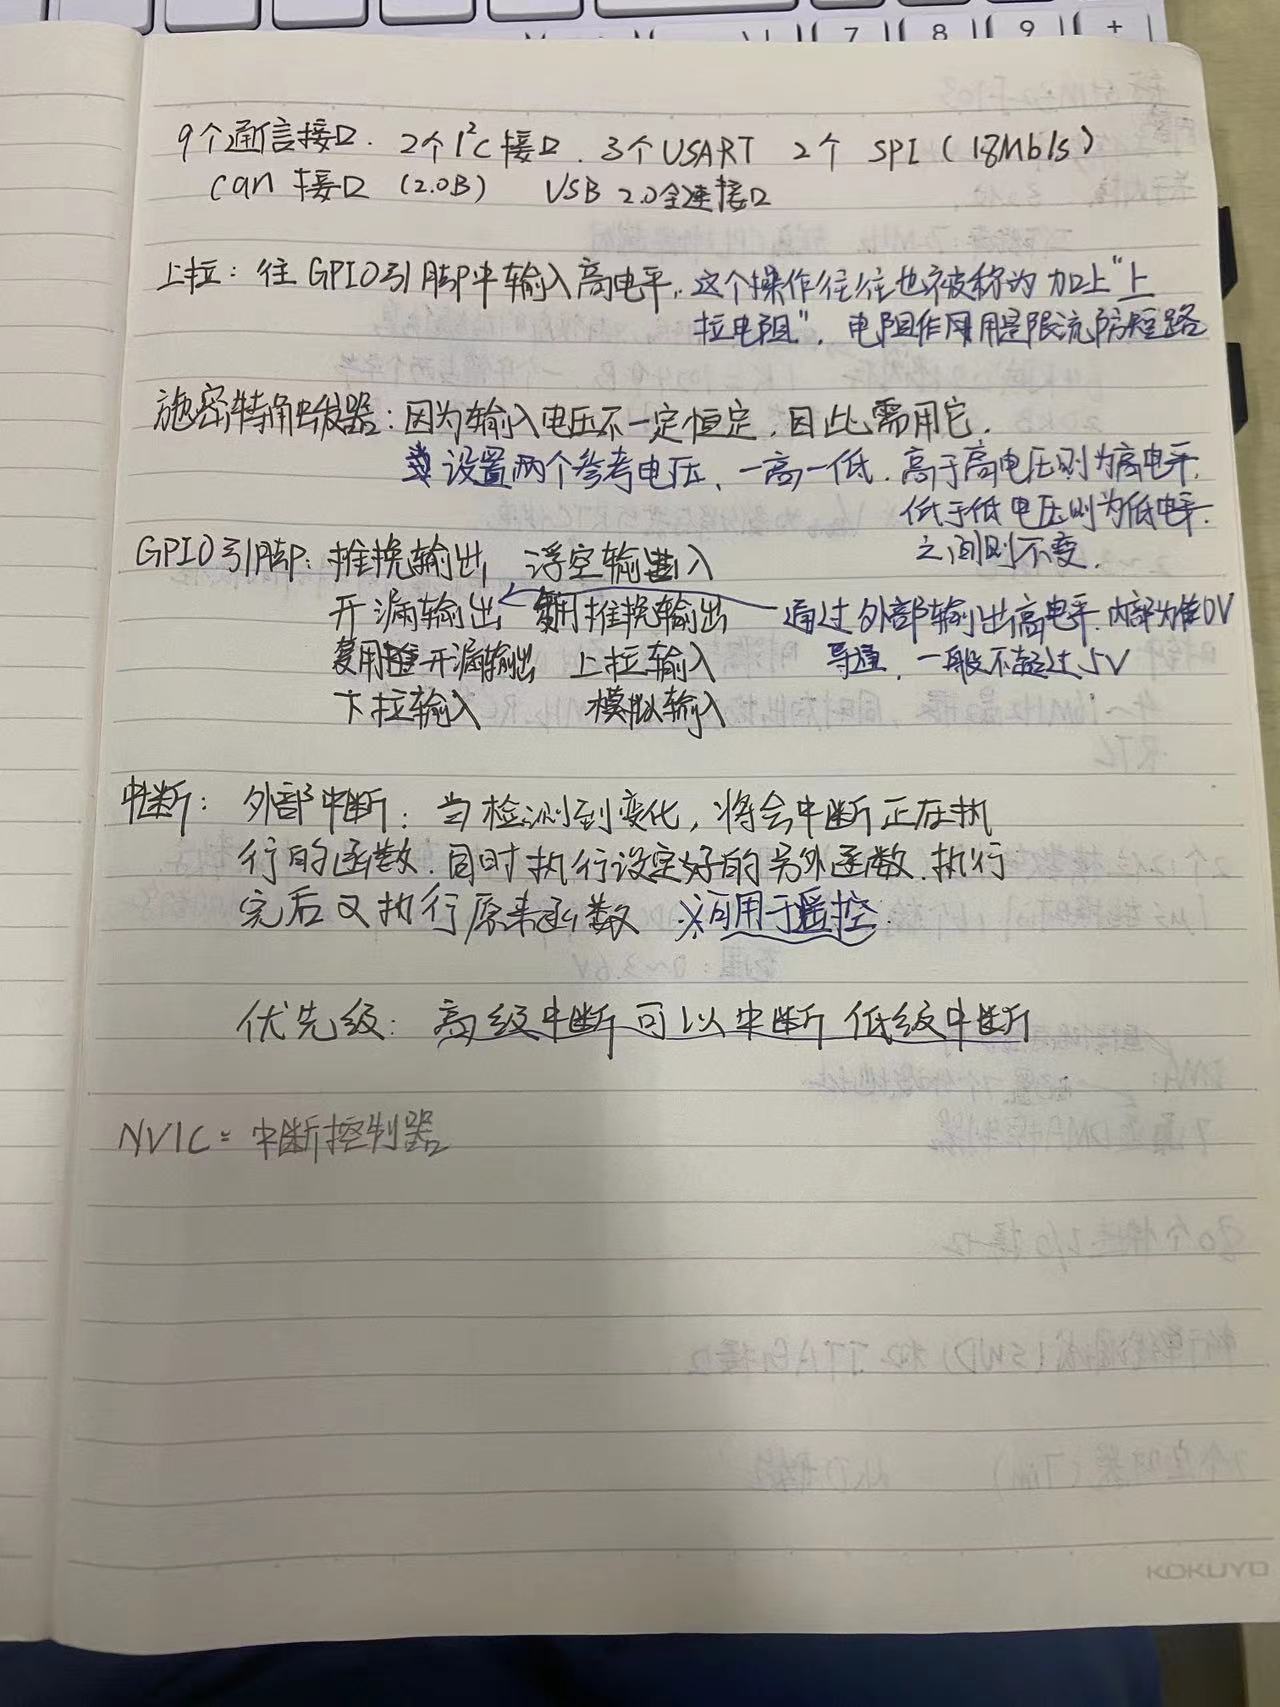 7 8 9 +
9个通信接口. 2个I²C接口. 3个USART 2个 SPI (18Mb/s)
can 接口 (2.0B) USB 2.0全速接口
上拉: 往GPIO引脚中输入高电平, 这个操作往往也被称为 加上"上
拉电阻", 电阻作用是限流防短路
施密特触发器: 因为输入电压不一定恒定, 因此需用它.
设置两个参考电压, 一高一低. 高于高电压则为高电平,
低于低电压则为低电平.
之间则不变.
GPIO引脚: 推挽输出 浮空输入
开漏输出 复用推挽输出 通过外部输出高电平. 内部为 0V
复用开漏输出 上拉输入 一般不超过5V
下拉输入 模拟输入
中断: 外部中断: 当检测到变化, 将会中断正在执
行的函数. 同时执行设定好的另外函数. 执行
完后又执行原来函数 可用于遥控.
优先级: 高级中断可以中断低级中断
NVIC= 中断控制器
KOKUYO